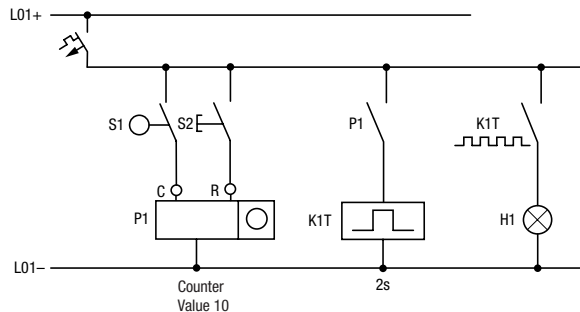 L01+
S1
S2
P1
K1T
C
R
P1
K1T
H1
L01–
Counter
Value 10
2s